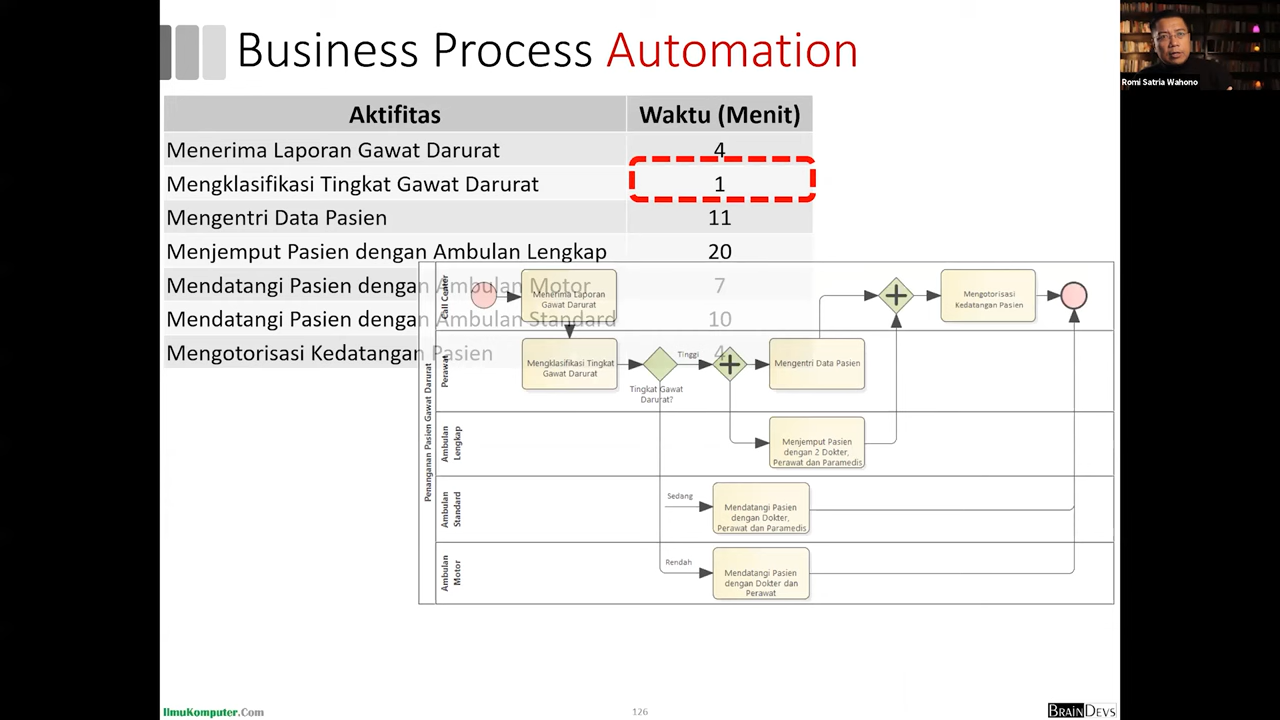 Business Process Automation
Romi Satria Wahono
Aktifitas
Waktu (Menit)
Menerima Laporan Gawat Darurat
4
Mengklasifikasi Tingkat Gawat Darurat
1
Mengentri Data Pasien
11
Menjemput Pasien dengan Ambulan Lengkap
20
Mendatangi Pasien dengan Ambulan Motor
7
Mendatangi Pasien dengan Ambulan Standard
10
Mengotorisasi Kedatangan Pasien
4
Penanganan Pasien Gawat Darurat
Call Center
Menerima Laporan
Gawat Darurat
Mengotorisasi
Kedatangan Pasien
Perawat
Mengklasifikasi Tingkat
Gawat Darurat
Tinggi
Tingkat Gawat
Darurat?
Mengentri Data Pasien
Ambulan
Lengkap
Menjemput Pasien
dengan 2 Dokter,
Perawat dan Paramedis
Ambulan
Standard
Sedang
Mendatangi Pasien
dengan Dokter,
Perawat dan Paramedis
Ambulan
Motor
Rendah
Mendatangi Pasien
dengan Dokter dan
Perawat
IlmuKomputer.Com
126
BRAINDEVS